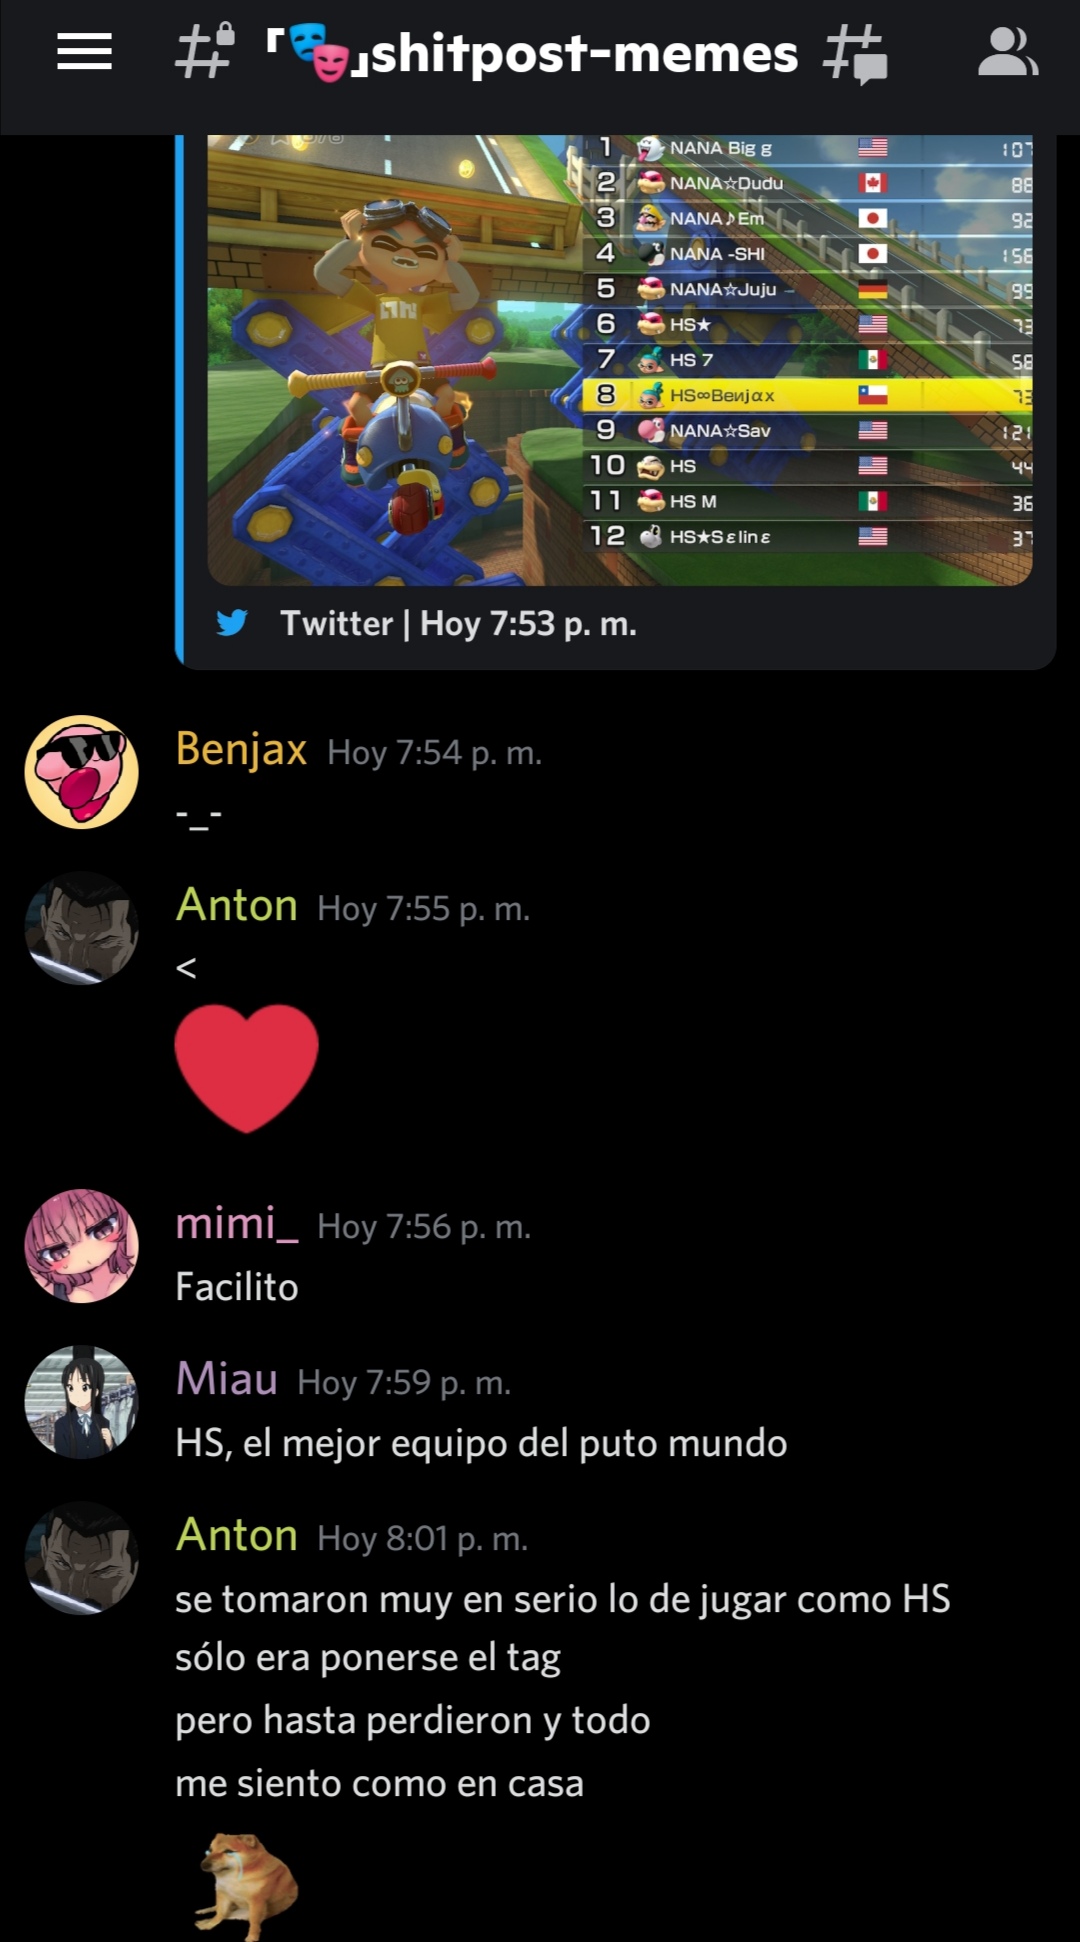 「🎭」shitpost-memes
1 NANA Big g 107
2 NANA☆Dudu 88
3 NANA♪Em 92
4 NANA -SHI 156
5 NANA☆Juju 99
6 HS★ 73
7 HS 7 58
8 HS∞Beиjαx 73
9 NANA☆Sav 121
10 HS 44
11 HS M 36
12 HS★Sεlinε 37
Twitter | Hoy 7:53 p. m.
Benjax Hoy 7:54 p. m.
-_-
Anton Hoy 7:55 p. m.
<
mimi_ Hoy 7:56 p. m.
Facilito
Miau Hoy 7:59 p. m.
HS, el mejor equipo del puto mundo
Anton Hoy 8:01 p. m.
se tomaron muy en serio lo de jugar como HS
sólo era ponerse el tag
pero hasta perdieron y todo
me siento como en casa